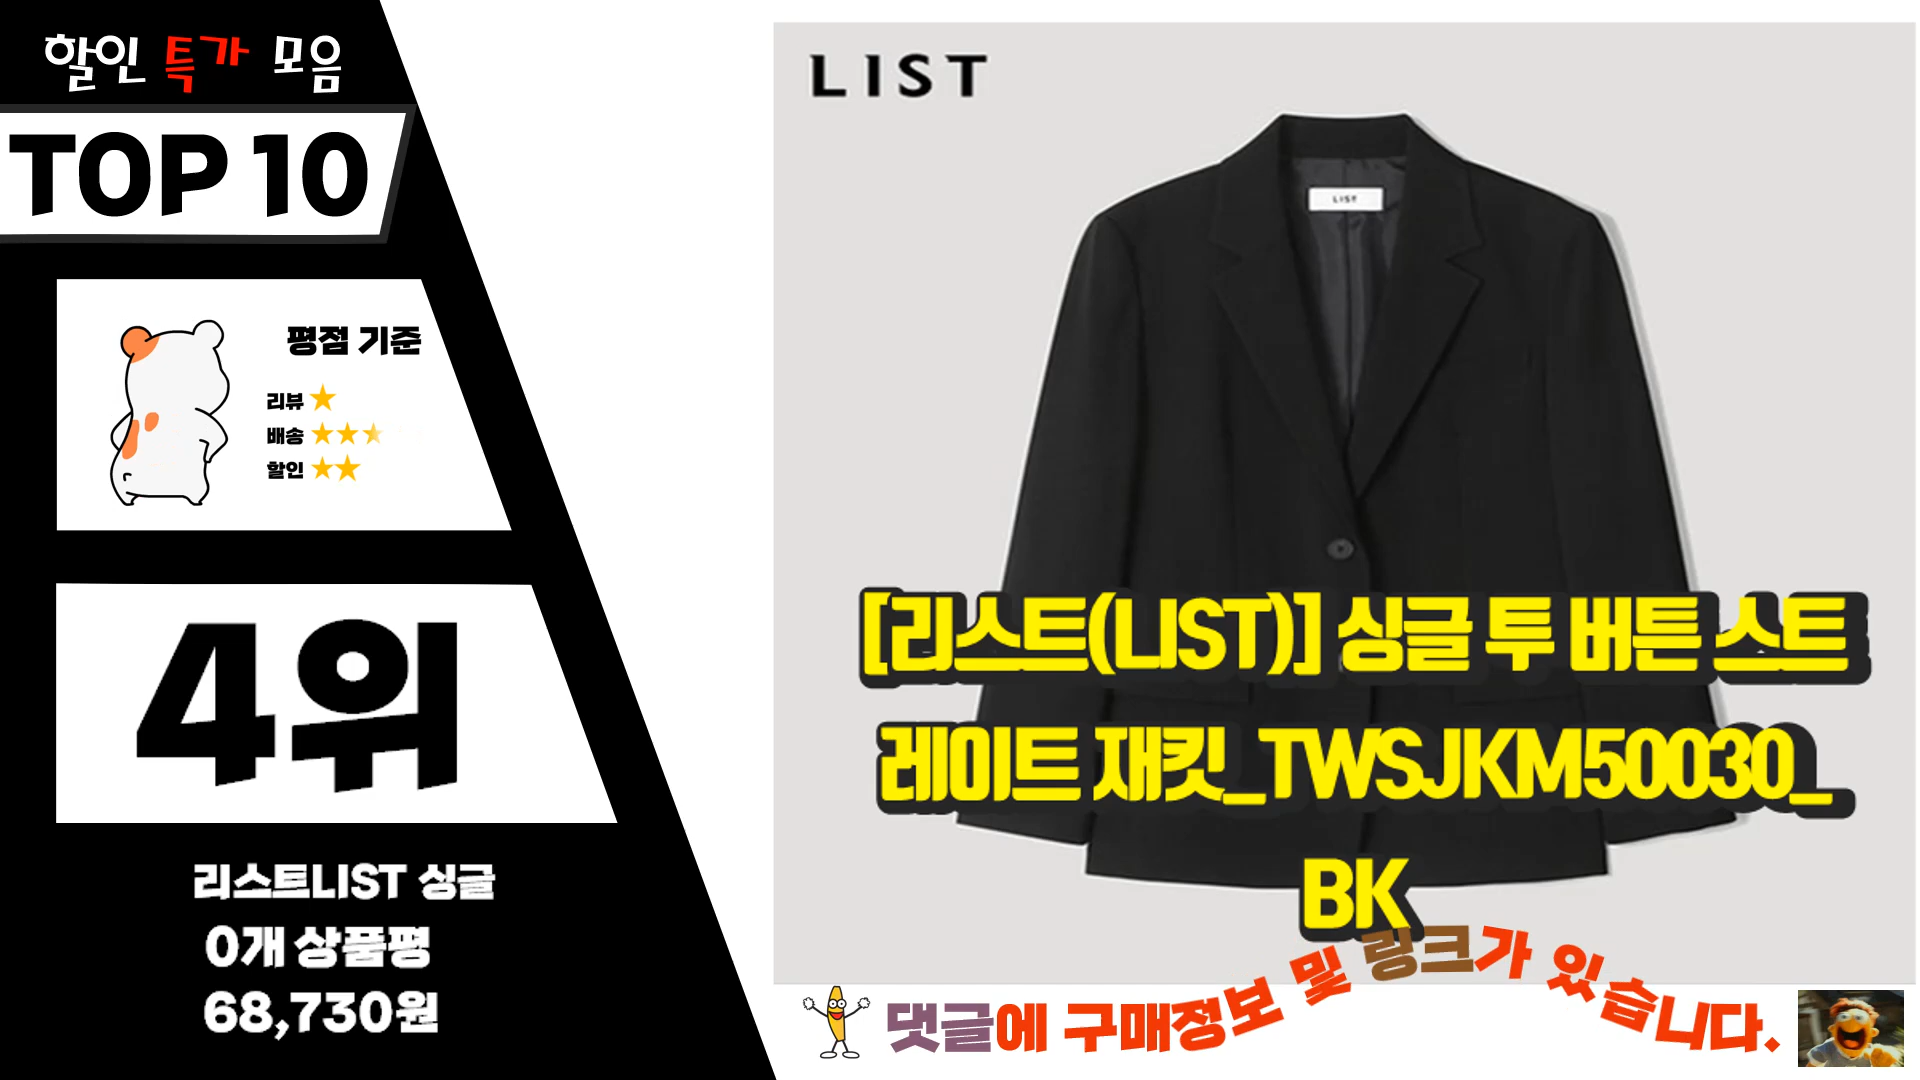 할인 특가 모음
TOP 10
평점 기준
리뷰
배송
할인
4위
리스트LIST 싱글
0개 상품평
68,730원
LIST
LIST
[리스트(LIST)] 싱글 투 버튼 스트
레이트 재킷_TWSJKM50030_
BK
댓글에 구매정보 및 링크가 있습니다.